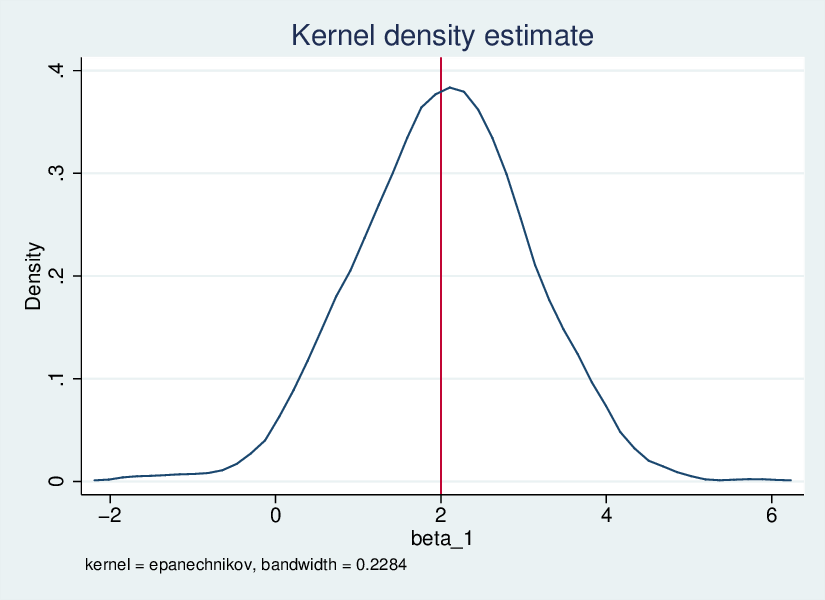 Kernel density estimate
.4
.3
.2
.1
0
Density
−2
0
2
4
6
beta_1
kernel = epanechnikov, bandwidth = 0.2284